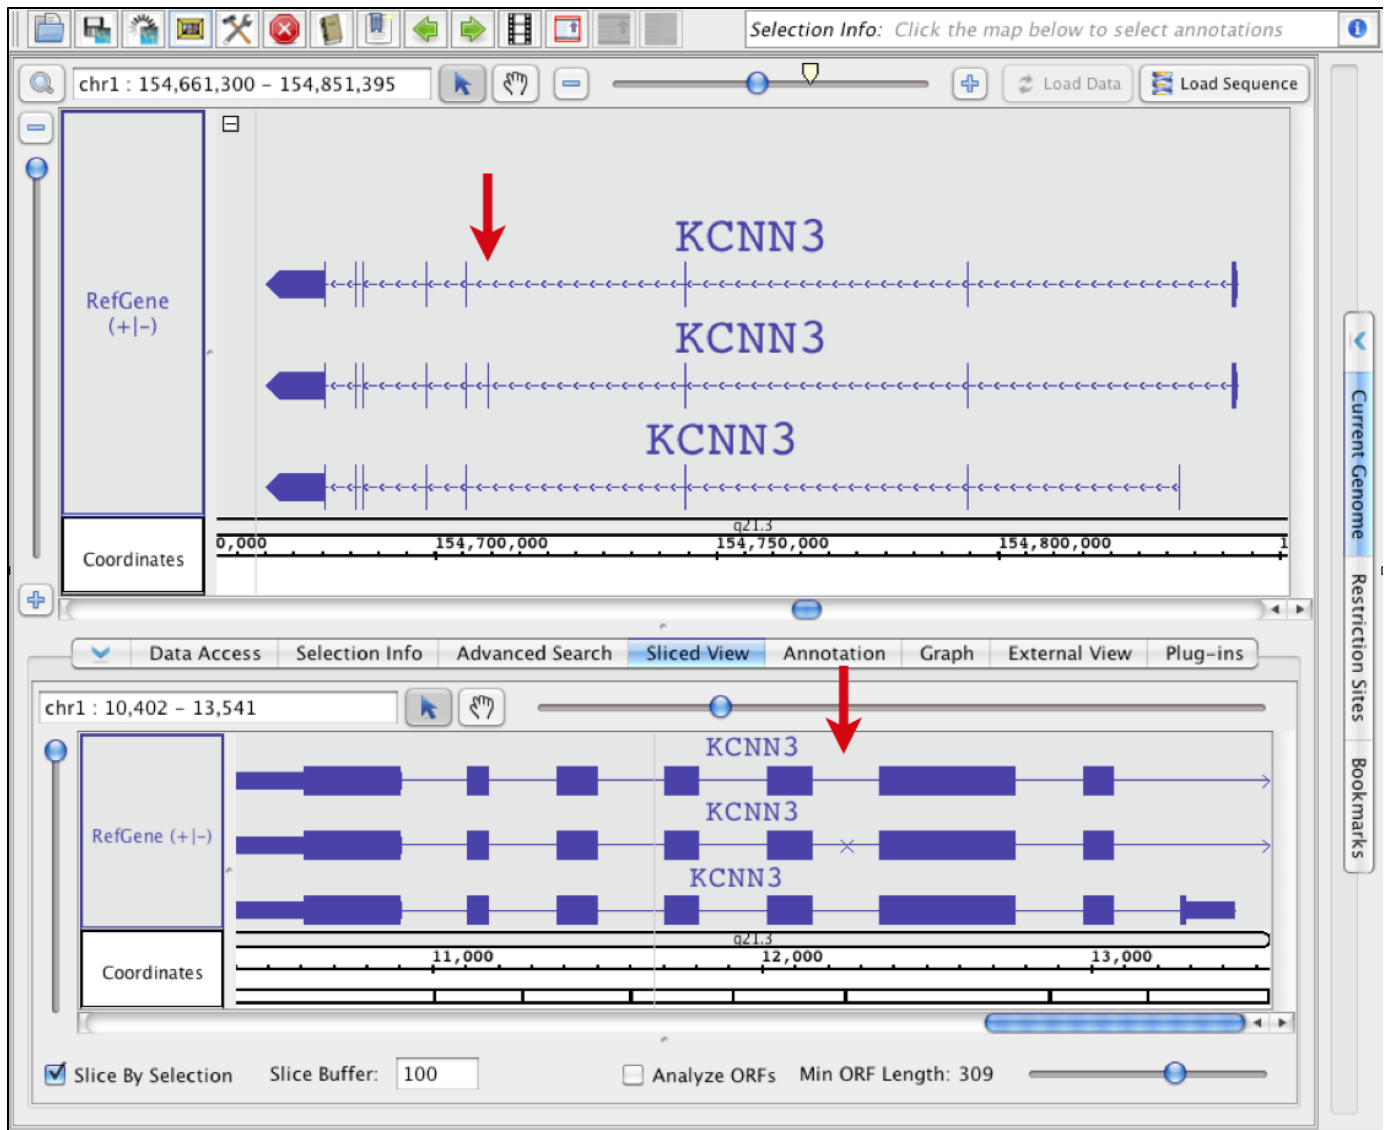 Selection Info: Click the map below to select annotations
chr1 : 154,661,300 – 154,851,395
Load Data
Load Sequence
KCNN3
RefGene
(+|-)
KCNN3
KCNN3
q21.3
0,000 154,700,000 154,750,000 154,800,000 1
Coordinates
Current Genome
Restriction Sites
Bookmarks
Data Access Selection Info Advanced Search Sliced View Annotation Graph External View Plug-ins
chr1 : 10,402 – 13,541
KCNN3
KCNN3
RefGene (+|-)
KCNN3
q21.3
11,000 12,000 13,000
Coordinates
Slice By Selection Slice Buffer: 100 Analyze ORFs Min ORF Length: 309